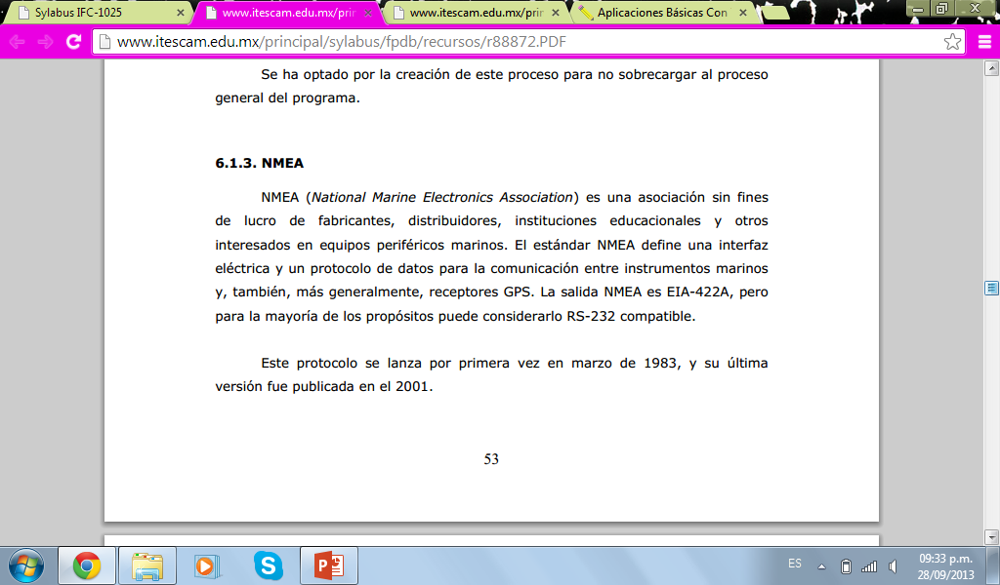 Sylabus IFC-1025
www.itescam.edu.mx/prin
www.itescam.edu.mx/prin
Aplicaciones Básicas Con
www.itescam.edu.mx/principal/sylabus/fpdb/recursos/r88872.PDF
Se ha optado por la creación de este proceso para no sobrecargar al proceso
general del programa.
6.1.3. NMEA
NMEA (National Marine Electronics Association) es una asociación sin fines
de lucro de fabricantes, distribuidores, instituciones educacionales y otros
interesados en equipos periféricos marinos. El estándar NMEA define una interfaz
eléctrica y un protocolo de datos para la comunicación entre instrumentos marinos
y, también, más generalmente, receptores GPS. La salida NMEA es EIA-422A, pero
para la mayoría de los propósitos puede considerarlo RS-232 compatible.
Este protocolo se lanza por primera vez en marzo de 1983, y su última
versión fue publicada en el 2001.
53
ES
09:33 p.m.
28/09/2013